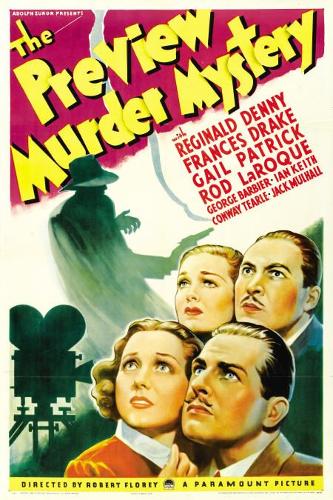 ADOLPH ZUKOR PRESENTS
The
Preview
Murder Mystery
with
REGINALD DENNY
FRANCES DRAKE
GAIL PATRICK
ROD LaROQUE
GEORGE BARBIER · IAN KEITH
CONWAY TEARLE · JACK MULHALL
DIRECTED BY ROBERT FLOREY
A PARAMOUNT PICTURE